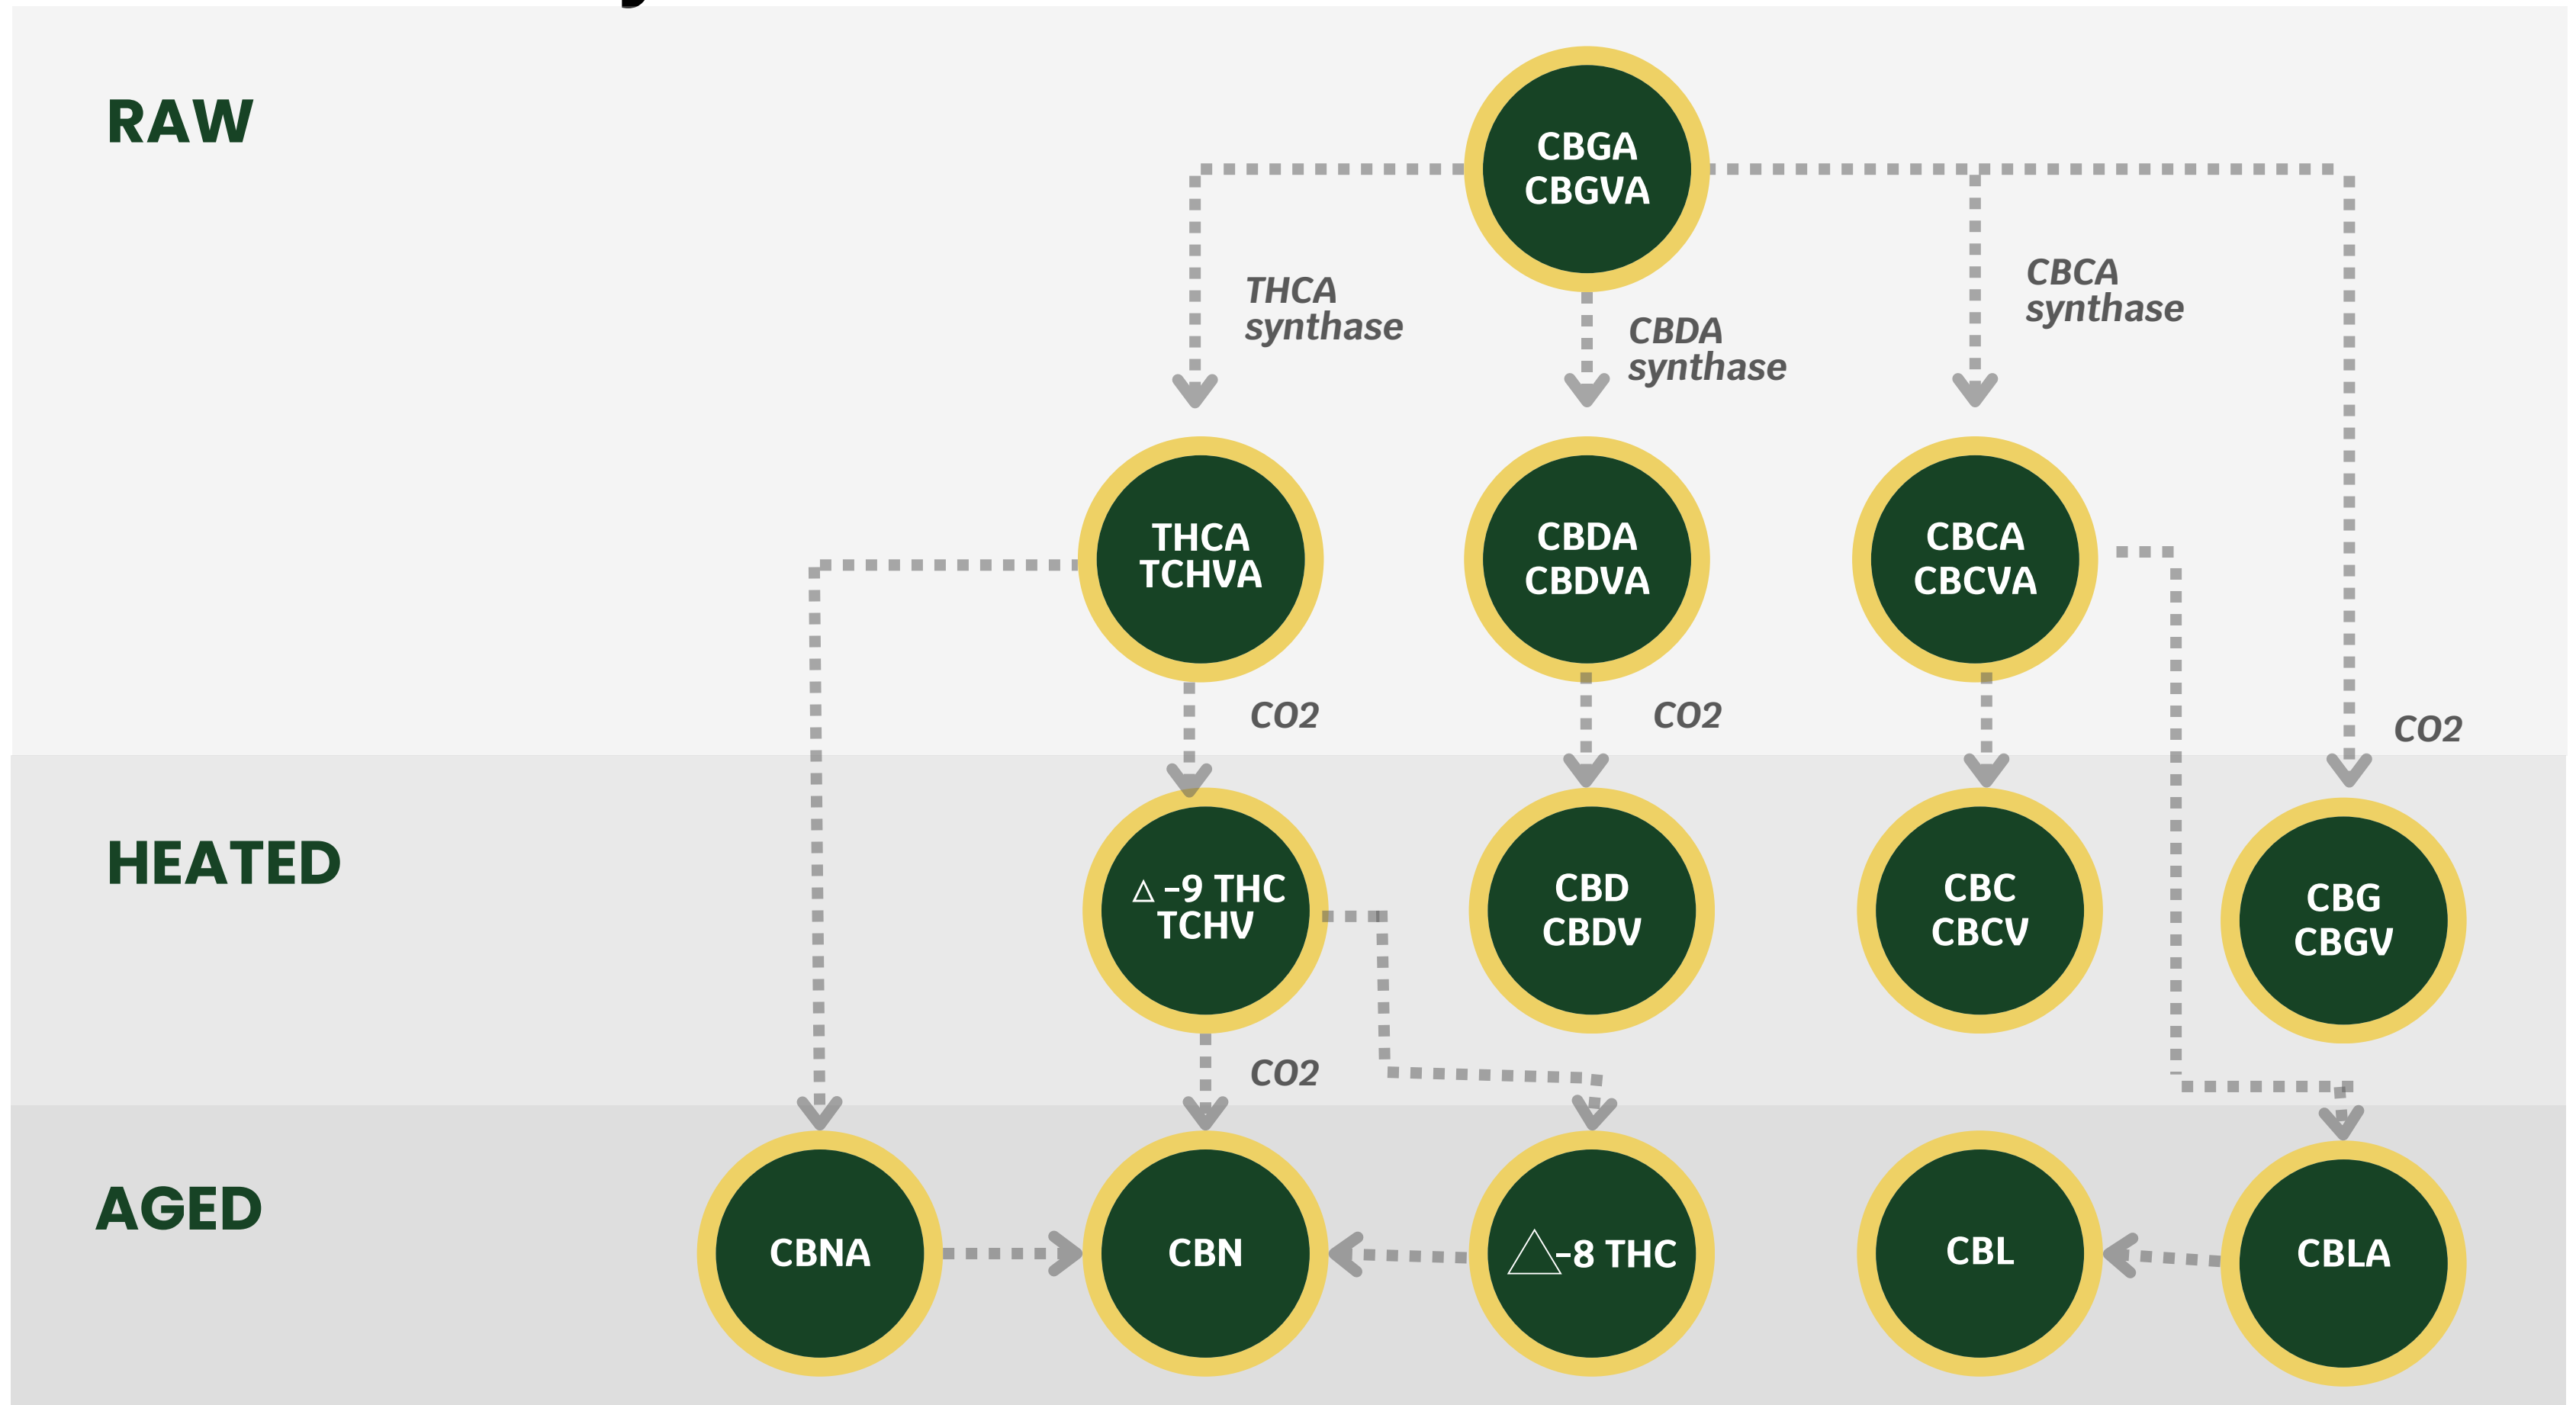 RAW
CBGA
CBGVA
THCA
synthase
CBDA
synthase
CBCA
synthase
THCA
TCHVA
CBDA
CBDVA
CBCA
CBCVA
CO2
CO2
CO2
HEATED
△ -9 THC
TCHV
CBD
CBDV
CBC
CBCV
CBG
CBGV
CO2
AGED
CBNA
CBN
△-8 THC
CBL
CBLA